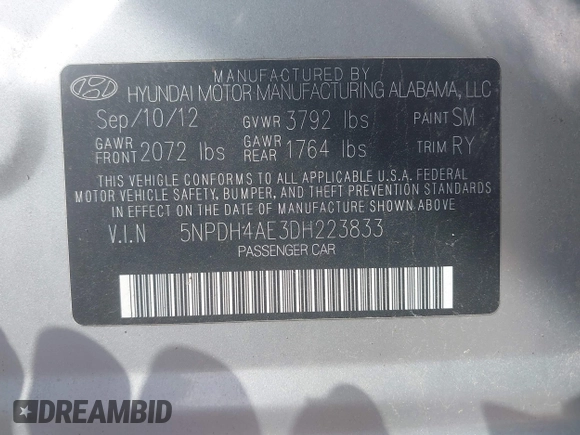 MANUFACTURED BY
HYUNDAI MOTOR MANUFACTURING ALABAMA, LLC
Sep/10/12 GVWR 3792 lbs PAINT SM
GAWR FRONT 2072 lbs GAWR REAR 1764 lbs TRIM RY
THIS VEHICLE CONFORMS TO ALL APPLICABLE U.S.A. FEDERAL
MOTOR VEHICLE SAFETY, BUMPER, AND THEFT PREVENTION STANDARDS
IN EFFECT ON THE DATE OF MANUFACTURE SHOWN ABOVE
V.I.N 5NPDH4AE3DH223833
PASSENGER CAR
DREAMBID